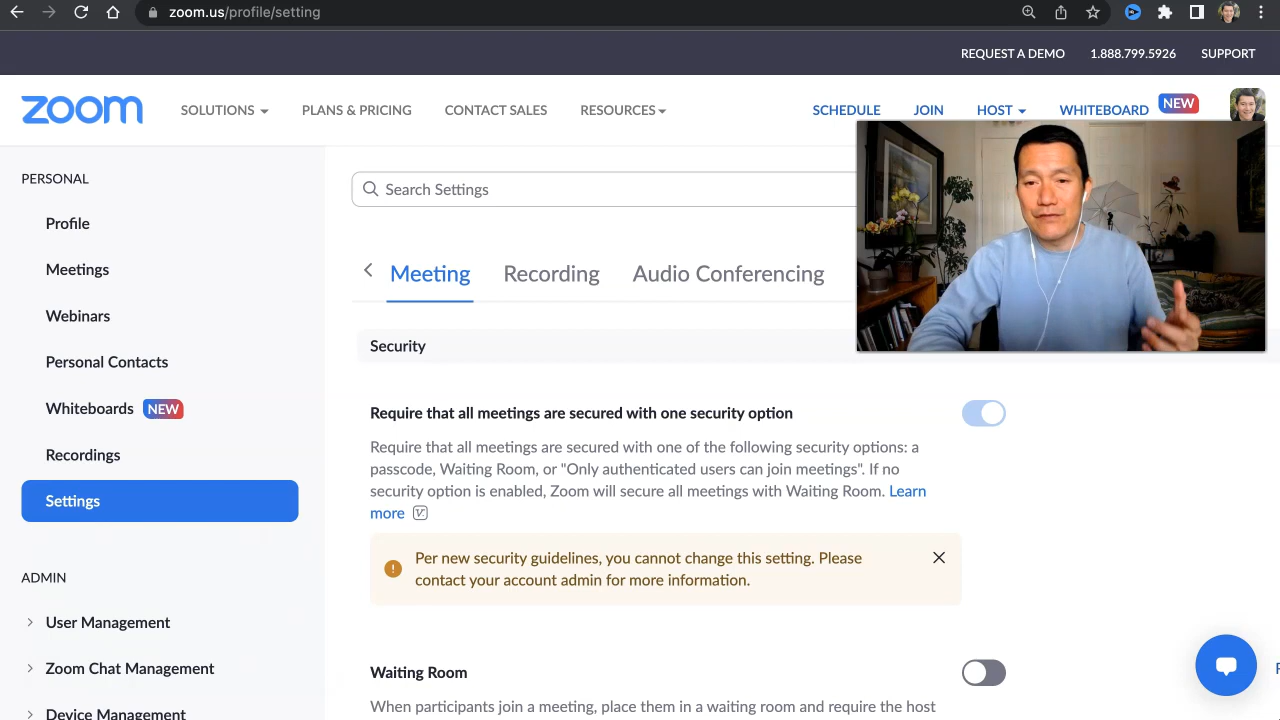 zoom.us/profile/setting
REQUEST A DEMO 1.888.799.5926 SUPPORT
zoom SOLUTIONS PLANS & PRICING CONTACT SALES RESOURCES SCHEDULE JOIN HOST WHITEBOARD NEW
PERSONAL
Profile
Meetings
Webinars
Personal Contacts
Whiteboards NEW
Recordings
Settings
ADMIN
User Management
Zoom Chat Management
Device Management
Search Settings
Meeting Recording Audio Conferencing
Security
Require that all meetings are secured with one security option
Require that all meetings are secured with one of the following security options: a
passcode, Waiting Room, or "Only authenticated users can join meetings". If no
security option is enabled, Zoom will secure all meetings with Waiting Room. Learn
more
Per new security guidelines, you cannot change this setting. Please
contact your account admin for more information.
Waiting Room
When participants join a meeting, place them in a waiting room and require the host